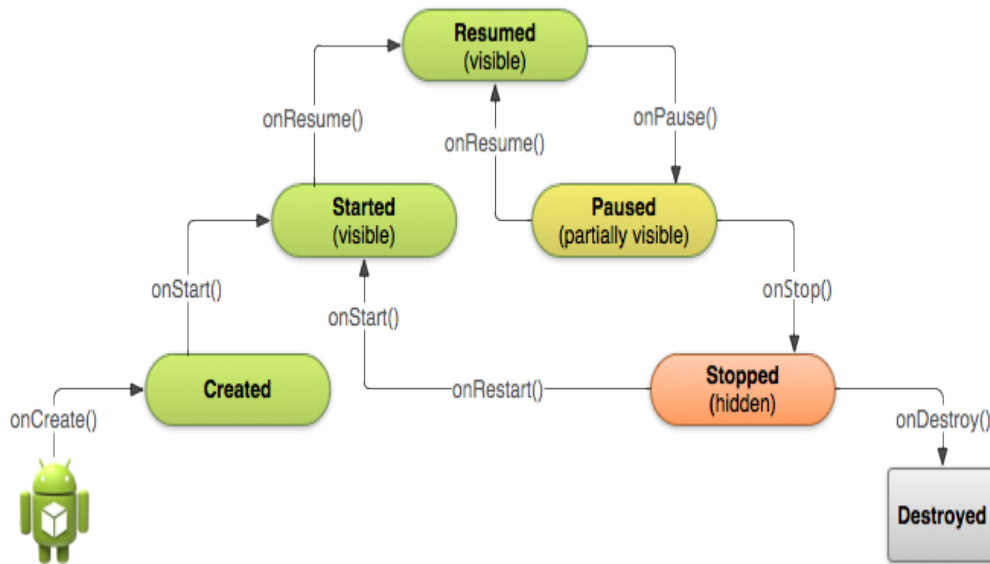 Resumed
(visible)
onResume()
onResume()
onPause()
Started
(visible)
Paused
(partially visible)
onStart()
onStart()
onStop()
Created
onRestart()
Stopped
(hidden)
onCreate()
onDestroy()
Destroyed